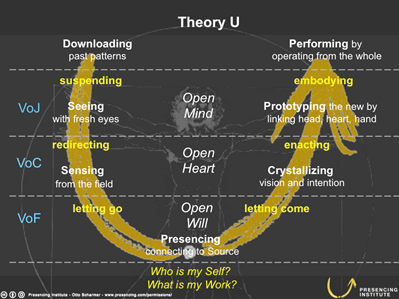 Theory U
Downloading
past patterns
Performing by
operating from the whole
suspending
embodying
VoJ
Seeing
with fresh eyes
Open
Mind
Prototyping the new by
linking head, heart, hand
redirecting
enacting
VoC
Open
Heart
Sensing
from the field
Crystallizing
vision and intention
letting go
letting come
VoF
Open
Will
Presencing
connecting to Source
Who is my Self?
What is my Work?
Presencing Institute - Otto Scharmer - www.presencing.com/permissions/
PRESENCING
INSTITUTE